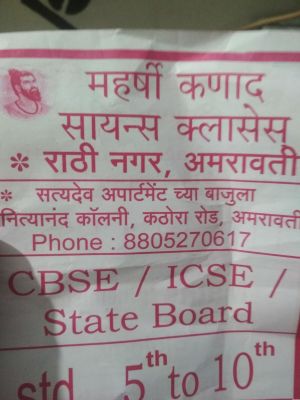 महर्षी कणाद
सायन्स क्लासेस
* राठी नगर, अमरावती
* सत्यदेव अपार्टमेंट च्या बाजुला
नित्यानंद कॉलनी, कठोरा रोड, अमरावती
Phone : 8805270617
CBSE / ICSE /
State Board
std 5th to 10th